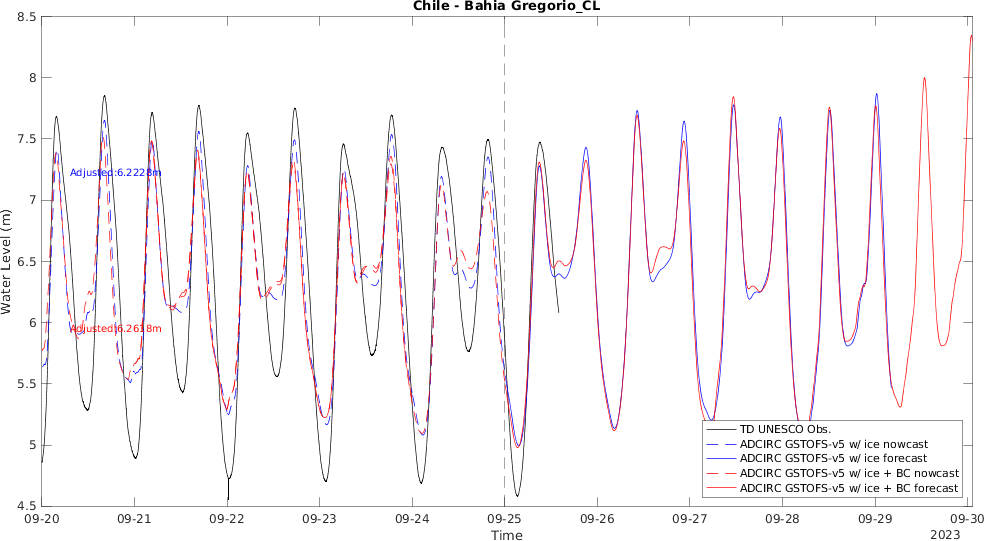 Chile - Bahia Gregorio_CL
Water Level (m)
8.5
8
7.5
7
6.5
6
5.5
5
4.5
Adjusted:6.2228m
Adjusted:6.2618m
TD UNESCO Obs.
ADCIRC GSTOFS-v5 w/ ice nowcast
ADCIRC GSTOFS-v5 w/ ice forecast
ADCIRC GSTOFS-v5 w/ ice + BC nowcast
ADCIRC GSTOFS-v5 w/ ice + BC forecast
09-20 09-21 09-22 09-23 09-24 09-25 09-26 09-27 09-28 09-29 09-30
Time
2023